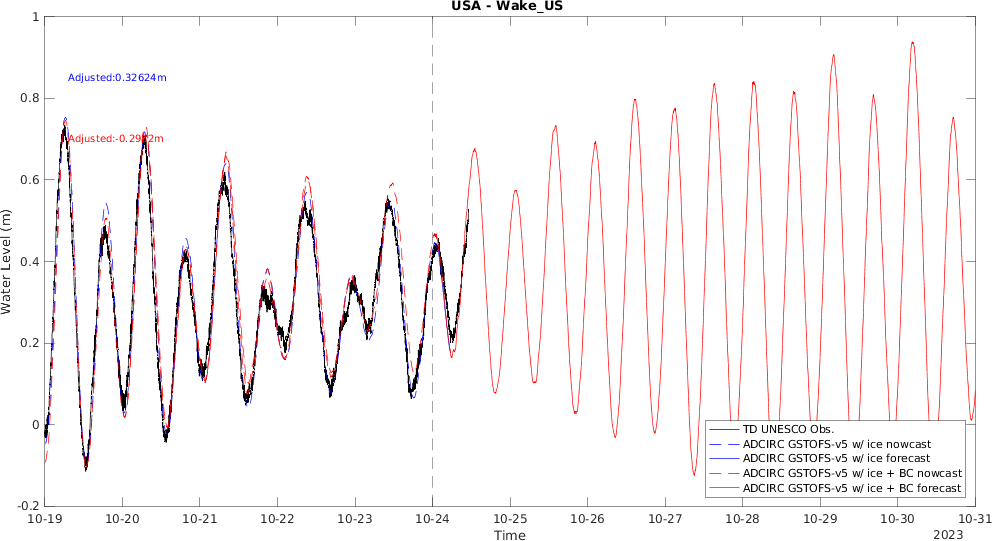 USA - Wake_US
Adjusted:0.32624m
Water Level (m)
1
0.8
0.6
0.4
0.2
0
-0.2
TD UNESCO Obs.
ADCIRC GSTOFS-v5 w/ ice nowcast
ADCIRC GSTOFS-v5 w/ ice forecast
ADCIRC GSTOFS-v5 w/ ice + BC nowcast
ADCIRC GSTOFS-v5 w/ ice + BC forecast
10-19 10-20 10-21 10-22 10-23 10-24 10-25 10-26 10-27 10-28 10-29 10-30 10-31
Time
2023